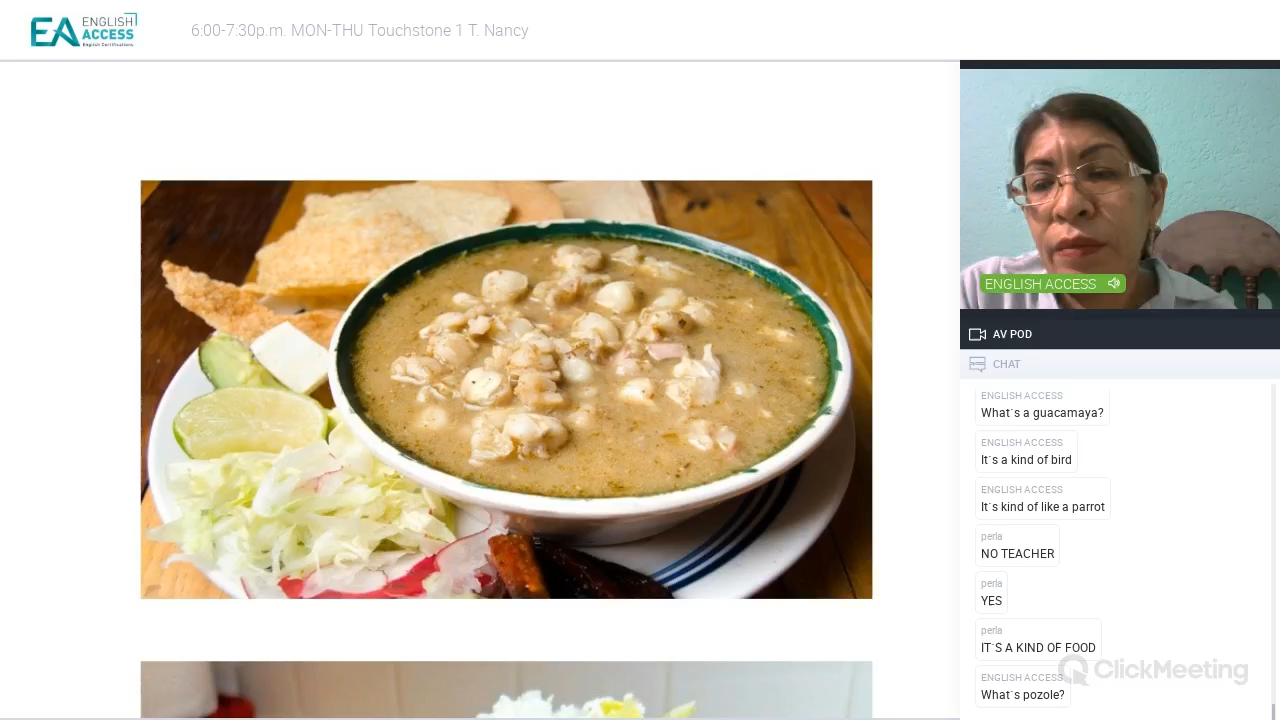 ENGLISH
ACCESS
English Certifications
6:00-7:30p.m. MON-THU Touchstone 1 T. Nancy
ENGLISH ACCESS
AV POD
CHAT
ENGLISH ACCESS
What´s a guacamaya?
ENGLISH ACCESS
It´s a kind of bird
ENGLISH ACCESS
It´s kind of like a parrot
perla
NO TEACHER
perla
YES
perla
IT´S A KIND OF FOOD
ENGLISH ACCESS
What´s pozole?
ClickMeeting
EA